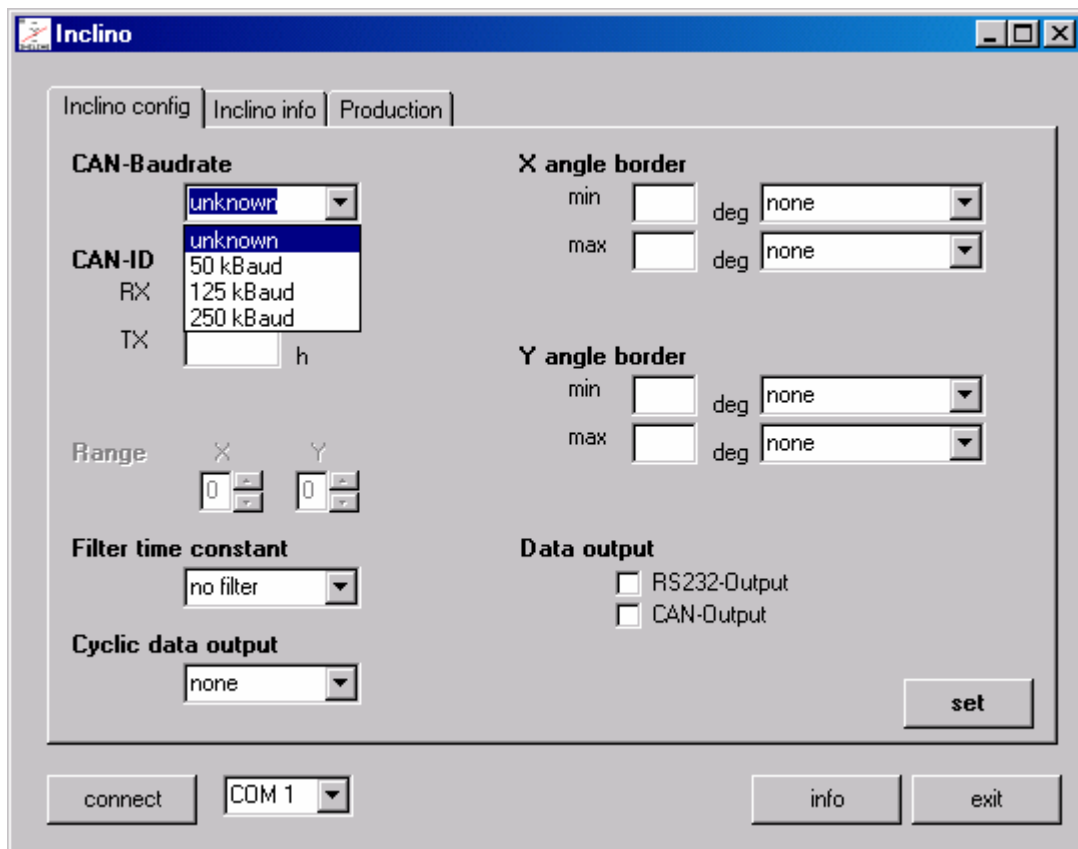 Inclino
Inclino config Inclino info Production
CAN-Baudrate
unknown
unknown
50 kBaud
125 kBaud
250 kBaud
CAN-ID
RX
TX
h
Range X Y
0 0
Filter time constant
no filter
Cyclic data output
none
X angle border
min deg none
max deg none
Y angle border
min deg none
max deg none
Data output
RS232-Output
CAN-Output
set
connect COM 1 info exit